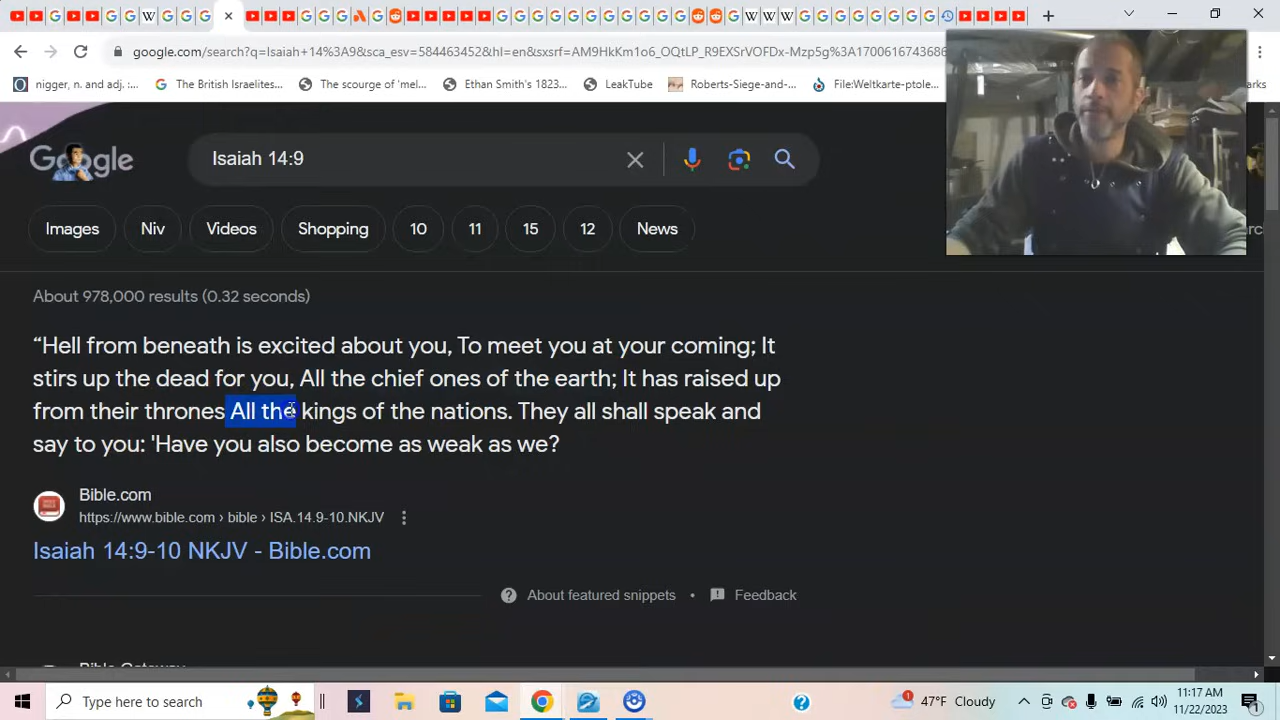 google.com/search?q=Isaiah+14%3A9&sca_esv=584463452&hl=en&sxsrf=AM9HkKm1o6_OQtLP_R9EXSrVOFDx-Mzp5g%3A1700616743686
nigger, n. and adj. :...
The British Israelites...
The scourge of 'mel...
Ethan Smith's 1823...
LeakTube
Roberts-Siege-and-...
File:Weltkarte-ptole...
Google
Isaiah 14:9
Images
Niv
Videos
Shopping
10
11
15
12
News
About 978,000 results (0.32 seconds)
“Hell from beneath is excited about you, To meet you at your coming; It
stirs up the dead for you, All the chief ones of the earth; It has raised up
from their thrones All the kings of the nations. They all shall speak and
say to you: 'Have you also become as weak as we?
Bible.com
https://www.bible.com › bible › ISA.14.9-10.NKJV
Isaiah 14:9-10 NKJV - Bible.com
About featured snippets
•
Feedback
Type here to search
47°F Cloudy
11:17 AM
11/22/2023